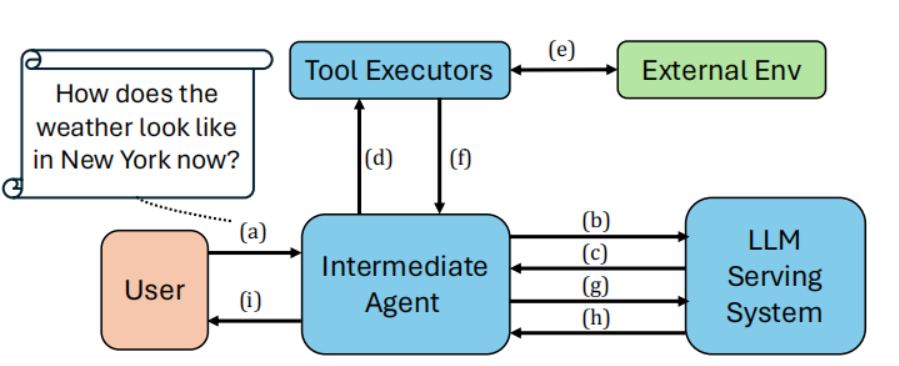 How does the
weather look like
in New York now?
Tool Executors
(e)
External Env
(d)
(f)
(a)
(b)
(c)
(g)
(h)
(i)
User
Intermediate
Agent
LLM
Serving
System